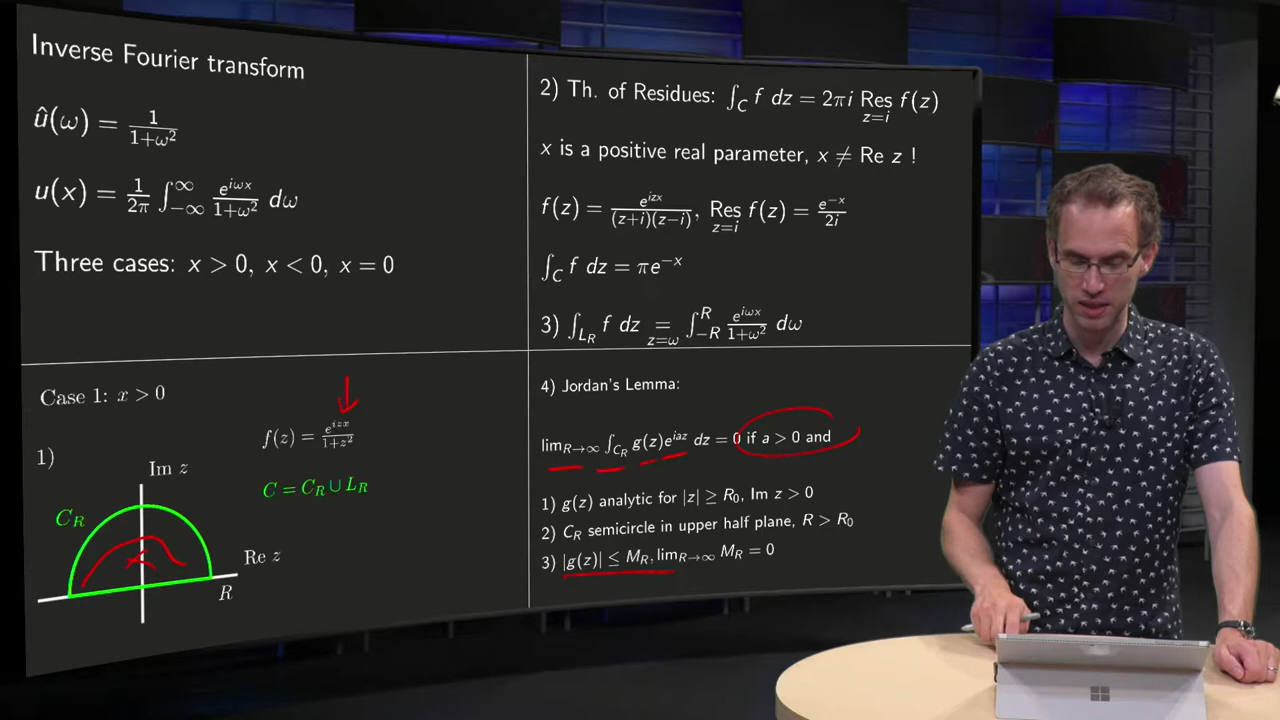 Inverse Fourier transform
û(ω) = 1/(1+ω²)
u(x) = 1/(2π) ∫_{-∞}^{∞} e^{iωx}/(1+ω²) dω
Three cases: x > 0, x < 0, x = 0
2) Th. of Residues: ∫_C f dz = 2πi Res_{z=i} f(z)
x is a positive real parameter, x ≠ Re z !
f(z) = e^{izx}/((z+i)(z−i)), Res_{z=i} f(z) = e^{−x}/(2i)
∫_C f dz = πe^{−x}
3) ∫_{L_R} f dz =_{z=ω} ∫_{−R}^{R} e^{iωx}/(1+ω²) dω
Case 1: x > 0
f(z) = e^{izx}/(1+z²)
1)
Im z
C = C_R ∪ L_R
C_R
Re z
R
4) Jordan's Lemma:
lim_{R→∞} ∫_{C_R} g(z)e^{iaz} dz = 0 if a > 0 and
1) g(z) analytic for |z| ≥ R₀, Im z > 0
2) C_R semicircle in upper half plane, R > R₀
3) |g(z)| ≤ M_R, lim_{R→∞} M_R = 0